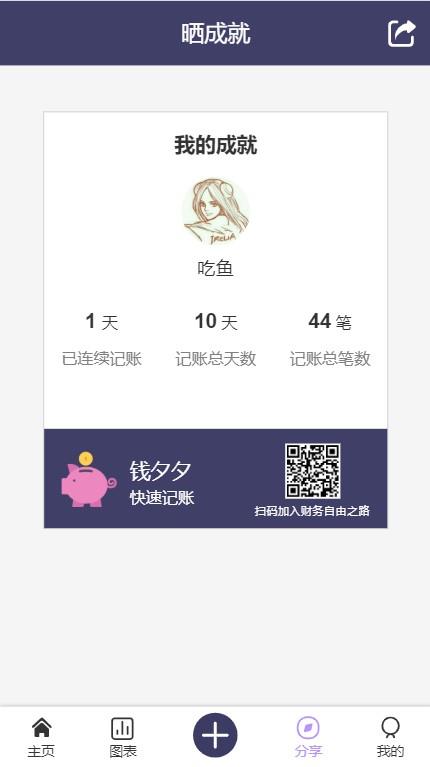 晒成就
我的成就
IRELIA
吃鱼
1 天 10 天 44 笔
已连续记账 记账总天数 记账总笔数
钱夕夕
快速记账
扫码加入财务自由之路
主页 图表 分享 我的